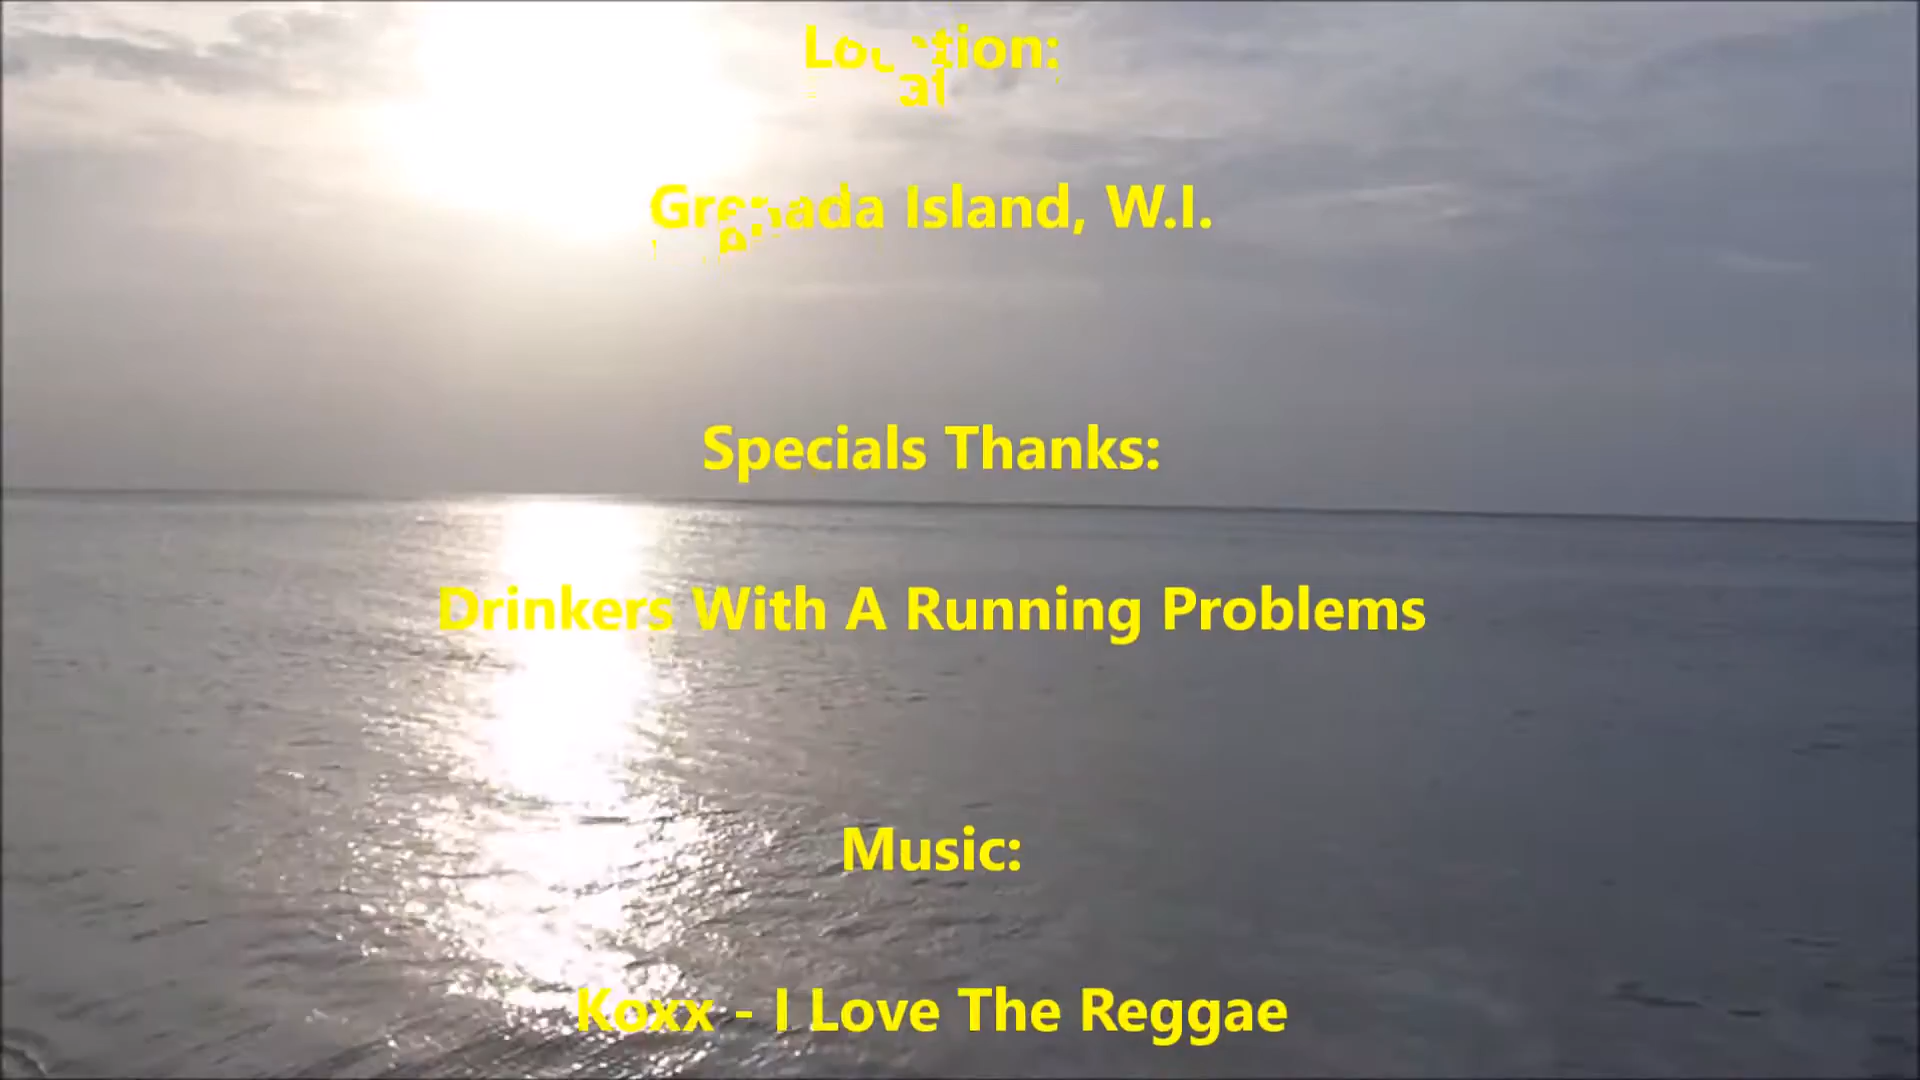 Location:
Grenada Island, W.I.
Specials Thanks:
Drinkers With A Running Problems
Music:
Koxx - I Love The Reggae